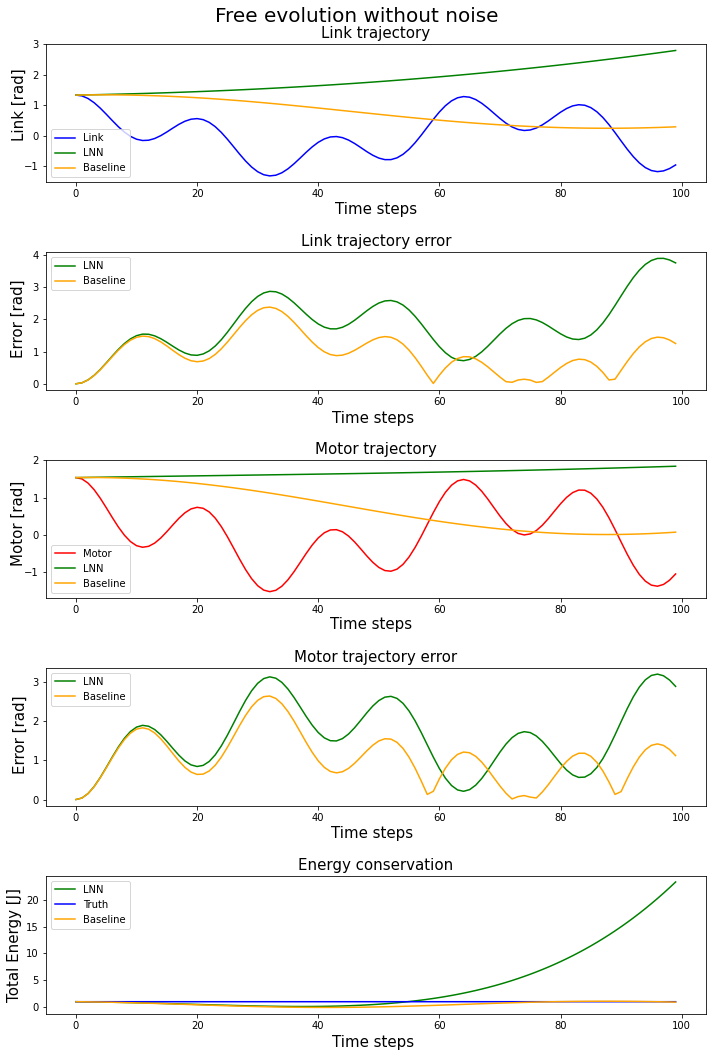 Free evolution without noise
Link trajectory
3
2
1
0
−1
Link [rad]
Link
LNN
Baseline
0 20 40 60 80 100
Time steps
Link trajectory error
4
3
2
1
0
Error [rad]
LNN
Baseline
0 20 40 60 80 100
Time steps
Motor trajectory
2
1
0
−1
Motor [rad]
Motor
LNN
Baseline
0 20 40 60 80 100
Time steps
Motor trajectory error
3
2
1
0
Error [rad]
LNN
Baseline
0 20 40 60 80 100
Time steps
Energy conservation
20
15
10
5
0
Total Energy [J]
LNN
Truth
Baseline
0 20 40 60 80 100
Time steps